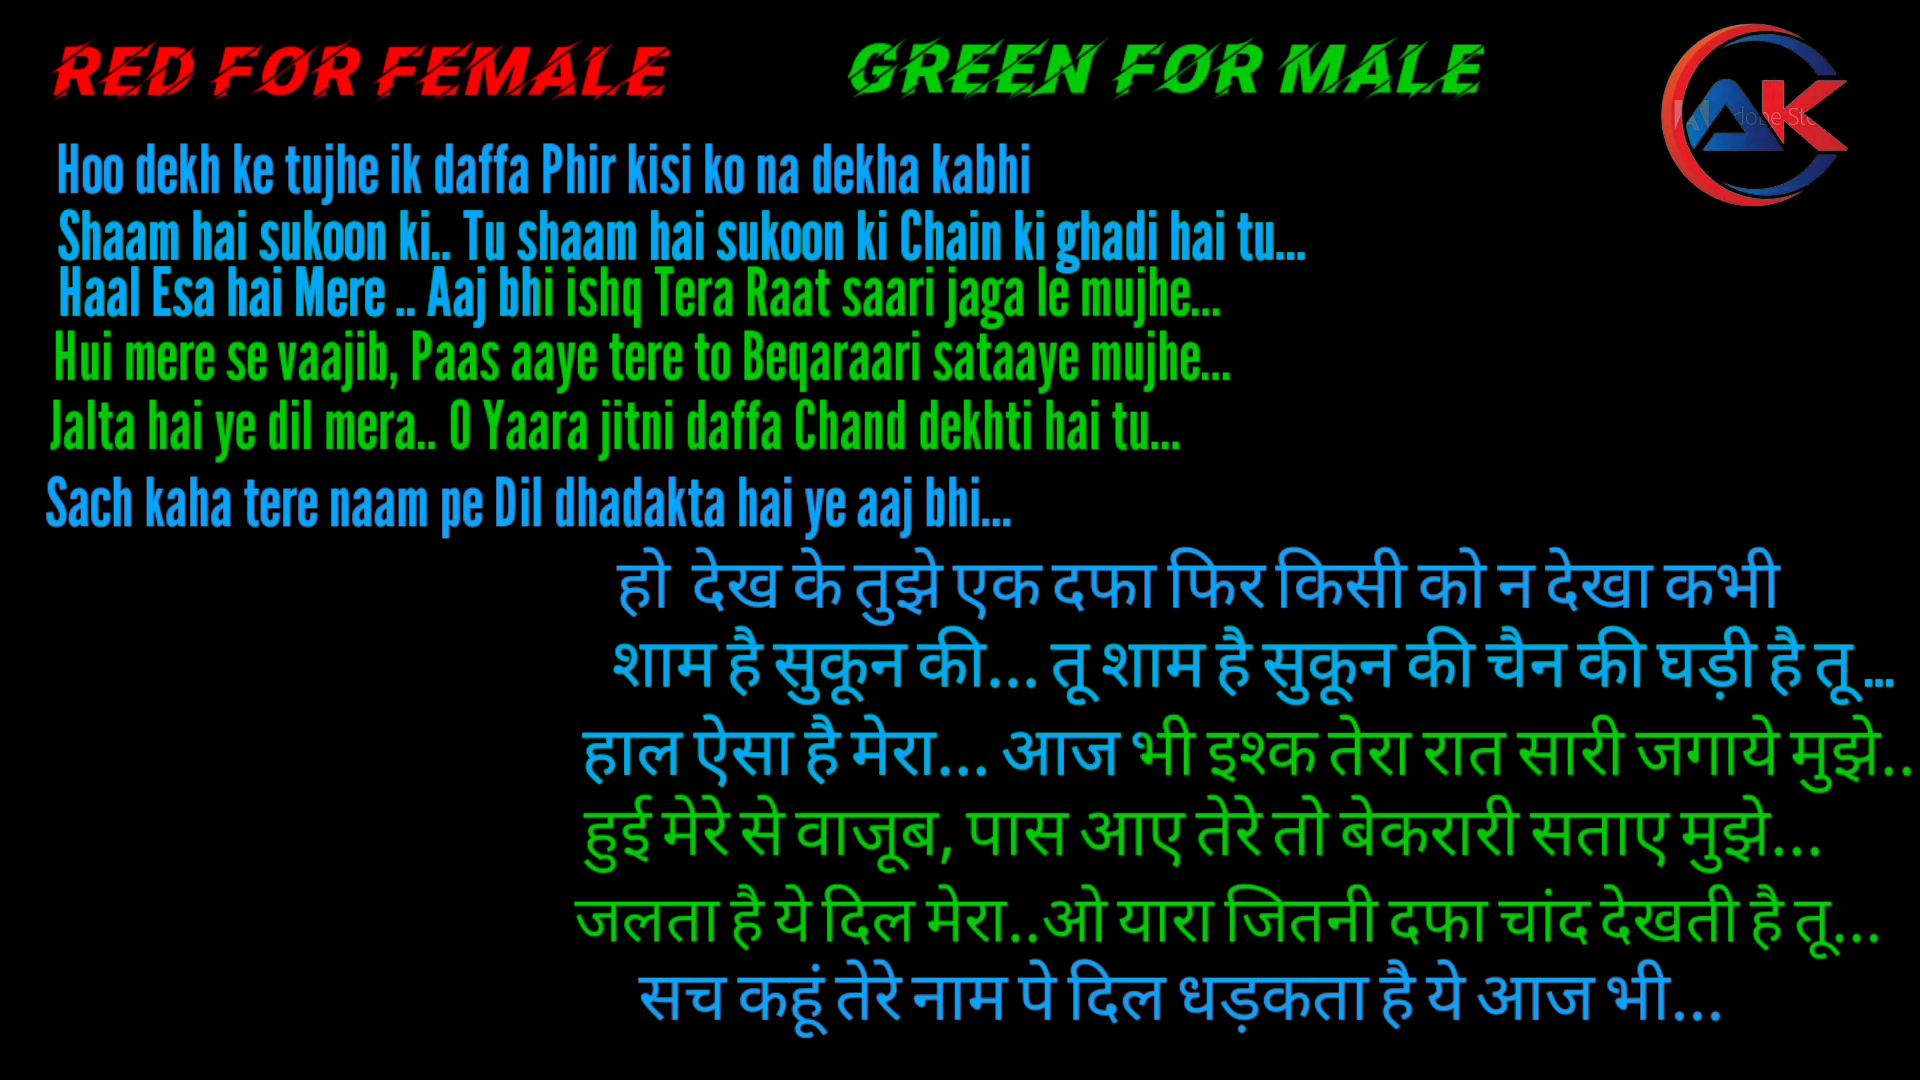 RED FOR FEMALE
GREEN FOR MALE
AK
Hoo dekh ke tujhe ik daffa Phir kisi ko na dekha kabhi
Shaam hai sukoon ki.. Tu shaam hai sukoon ki Chain ki ghadi hai tu...
Haal Esa hai Mere .. Aaj bhi ishq Tera Raat saari jaga le mujhe...
Hui mere se vaajib, Paas aaye tere to Beqaraari sataaye mujhe...
Jalta hai ye dil mera.. O Yaara jitni daffa Chand dekhti hai tu...
Sach kaha tere naam pe Dil dhadakta hai ye aaj bhi...
हो देख के तुझे एक दफा फिर किसी को न देखा कभी
शाम है सुकून की... तू शाम है सुकून की चैन की घड़ी है तू ...
हाल ऐसा है मेरा... आज भी इश्क तेरा रात सारी जगाये मुझे..
हुई मेरे से वाजूब, पास आए तेरे तो बेकरारी सताए मुझे...
जलता है ये दिल मेरा..ओ यारा जितनी दफा चांद देखती है तू...
सच कहूं तेरे नाम पे दिल धड़कता है ये आज भी...